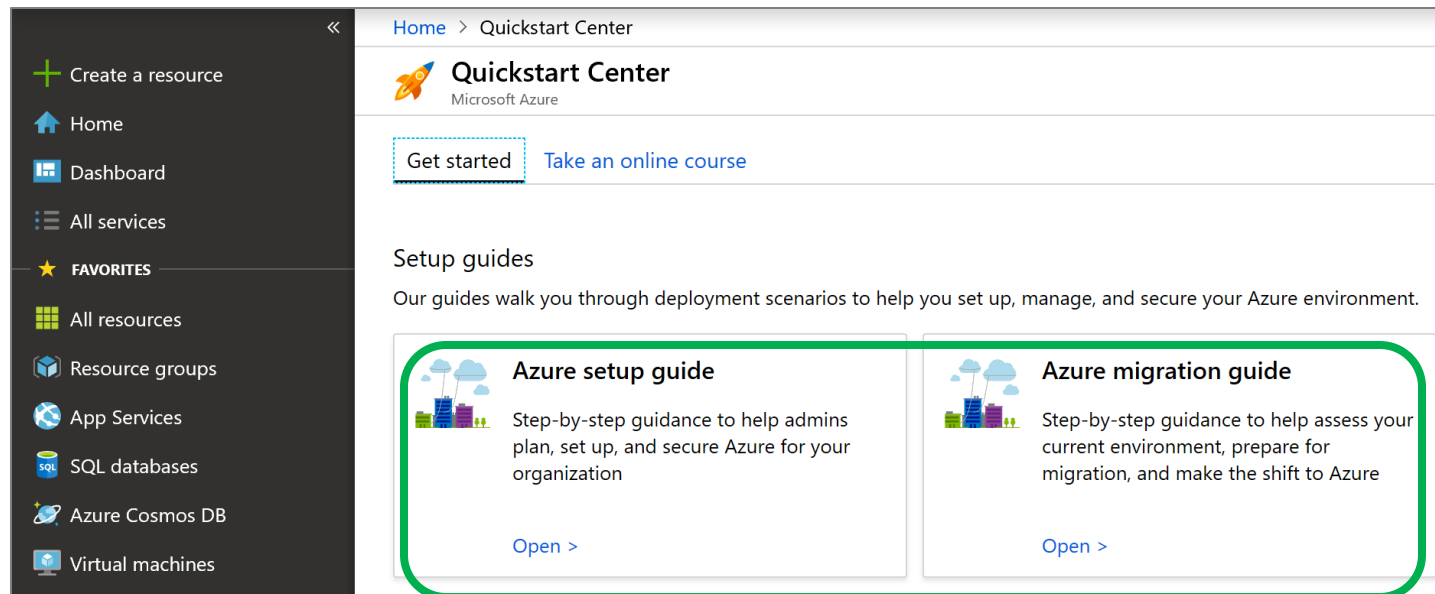 «
Home > Quickstart Center
Create a resource
Home
Dashboard
All services
FAVORITES
All resources
Resource groups
App Services
SQL
SQL databases
Azure Cosmos DB
Virtual machines
Quickstart Center
Microsoft Azure
Get started
Take an online course
Setup guides
Our guides walk you through deployment scenarios to help you set up, manage, and secure your Azure environment.
Azure setup guide
Step-by-step guidance to help admins
plan, set up, and secure Azure for your
organization
Open >
Azure migration guide
Step-by-step guidance to help assess your
current environment, prepare for
migration, and make the shift to Azure
Open >